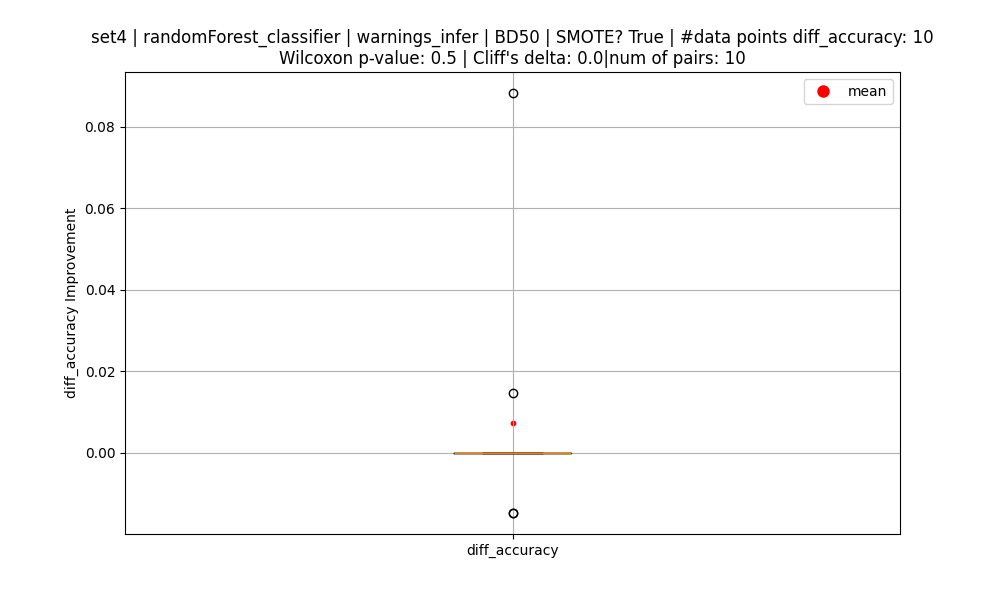 set4 | randomForest_classifier | warnings_infer | BD50 | SMOTE? True | #data points diff_accuracy: 10
Wilcoxon p-value: 0.5 | Cliff's delta: 0.0|num of pairs: 10
mean
0.08
0.06
0.04
0.02
0.00
diff_accuracy Improvement
diff_accuracy